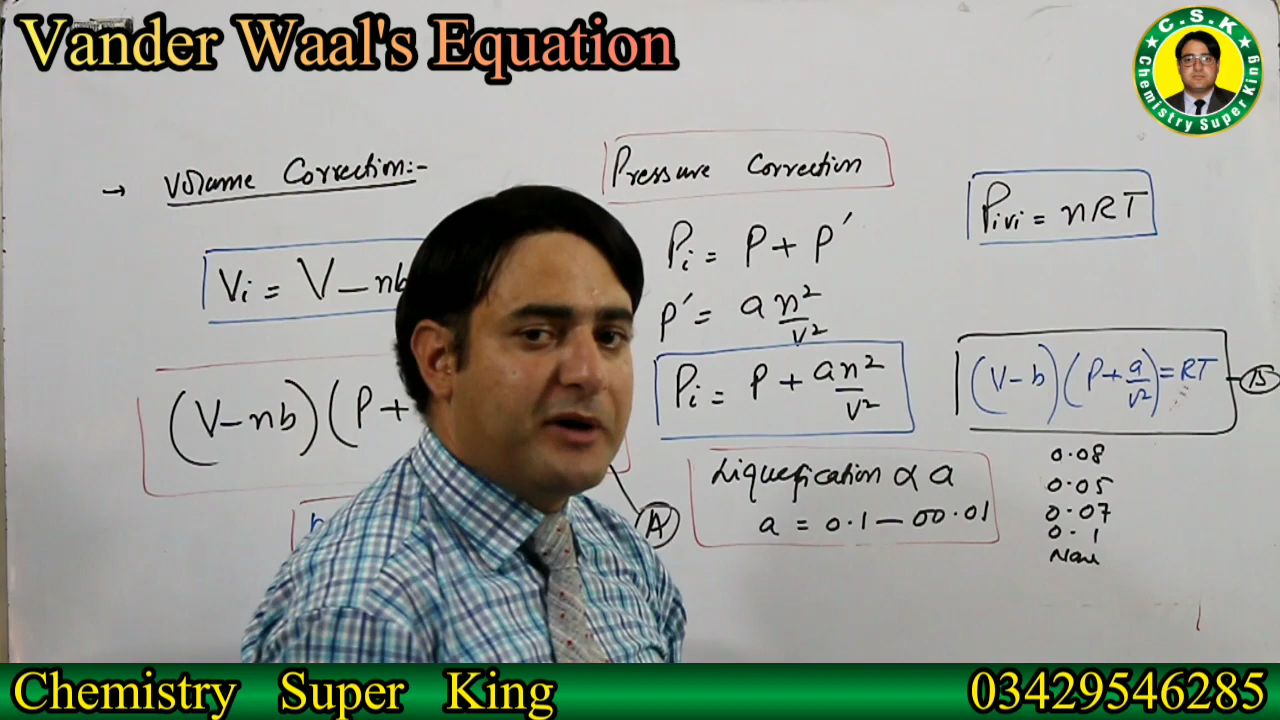 Vander Waal's Equation
C.S.K
Chemistry Super King
→ Volume Correction:-
Vi = V – nb
(V–nb)(P+
b
A
Pressure Correction
Pi = P + P′
P′ = a n²/v²
Pi = P + an²/v²
Liquefication ∝ a
a = 0.1 – 00.01
Pivi = nRT
(V–b)(P+a/v²)=RT
B
0.08
0.05
0.07
0.1
None
Chemistry Super King
03429546285